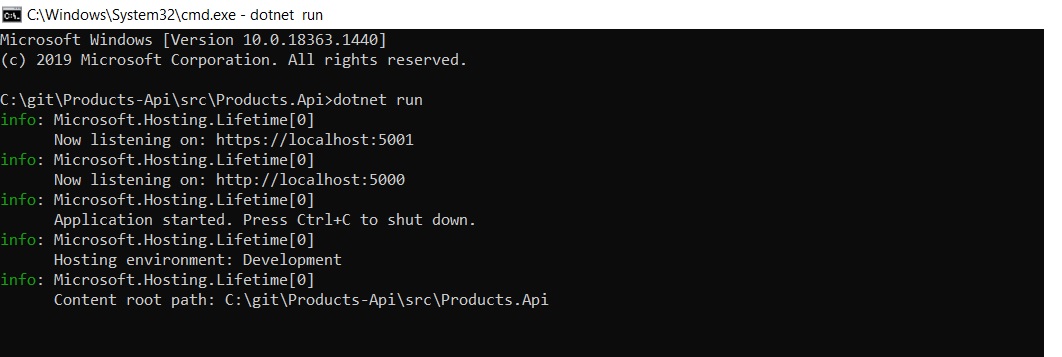 C:\Windows\System32\cmd.exe - dotnet  run
Microsoft Windows [Version 10.0.18363.1440]
(c) 2019 Microsoft Corporation. All rights reserved.
C:\git\Products-Api\src\Products.Api>dotnet run
info: Microsoft.Hosting.Lifetime[0]
      Now listening on: https://localhost:5001
info: Microsoft.Hosting.Lifetime[0]
      Now listening on: http://localhost:5000
info: Microsoft.Hosting.Lifetime[0]
      Application started. Press Ctrl+C to shut down.
info: Microsoft.Hosting.Lifetime[0]
      Hosting environment: Development
info: Microsoft.Hosting.Lifetime[0]
      Content root path: C:\git\Products-Api\src\Products.Api